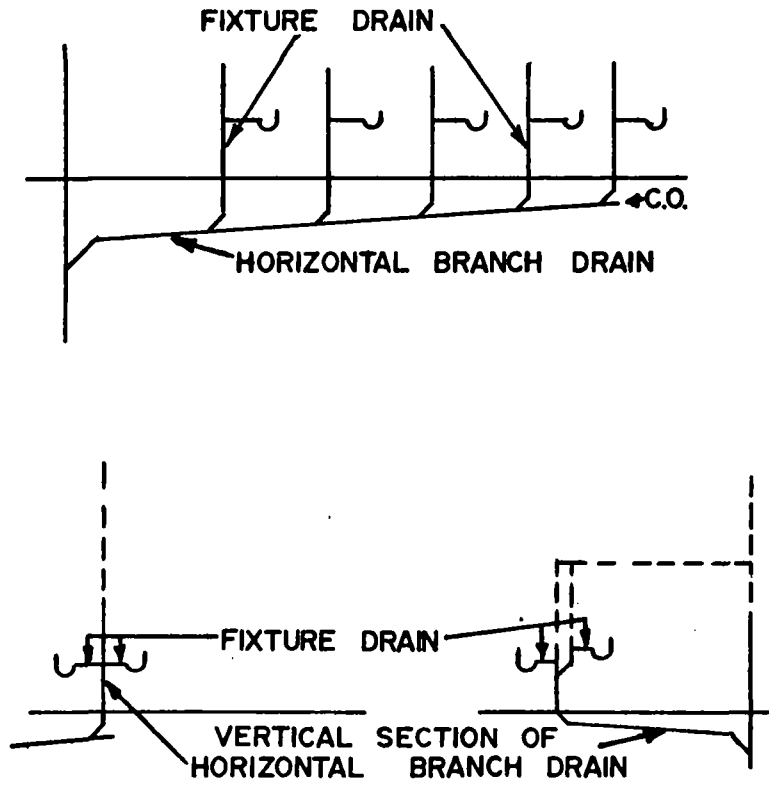 FIXTURE DRAIN
C.O.
HORIZONTAL BRANCH DRAIN
FIXTURE DRAIN
VERTICAL SECTION OF
HORIZONTAL BRANCH DRAIN